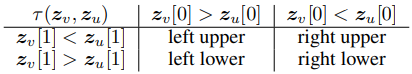 τ(z_v, z_u) | z_v[0] > z_u[0] | z_v[0] < z_u[0]
z_v[1] < z_u[1] | left upper | right upper
z_v[1] > z_u[1] | left lower | right lower